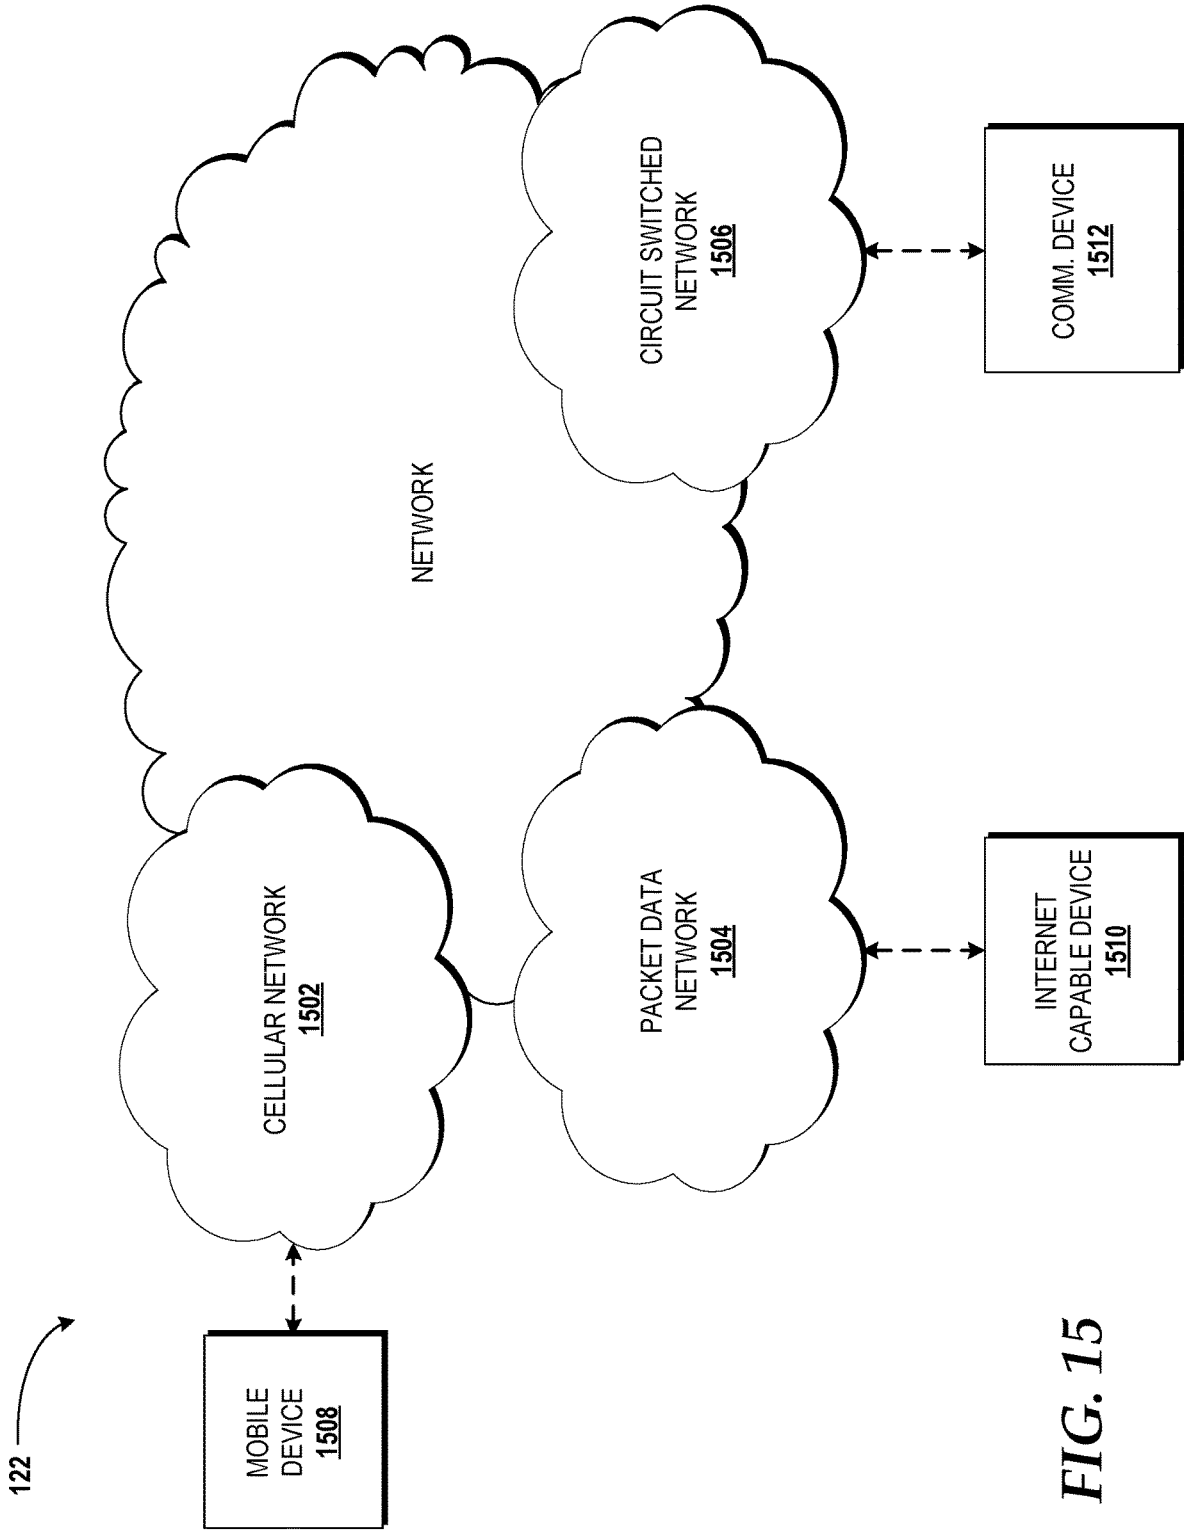 122
MOBILE
DEVICE
1508
CELLULAR NETWORK
1502
NETWORK
PACKET DATA
NETWORK
1504
CIRCUIT SWITCHED
NETWORK
1506
INTERNET
CAPABLE DEVICE
1510
COMM. DEVICE
1512
FIG. 15